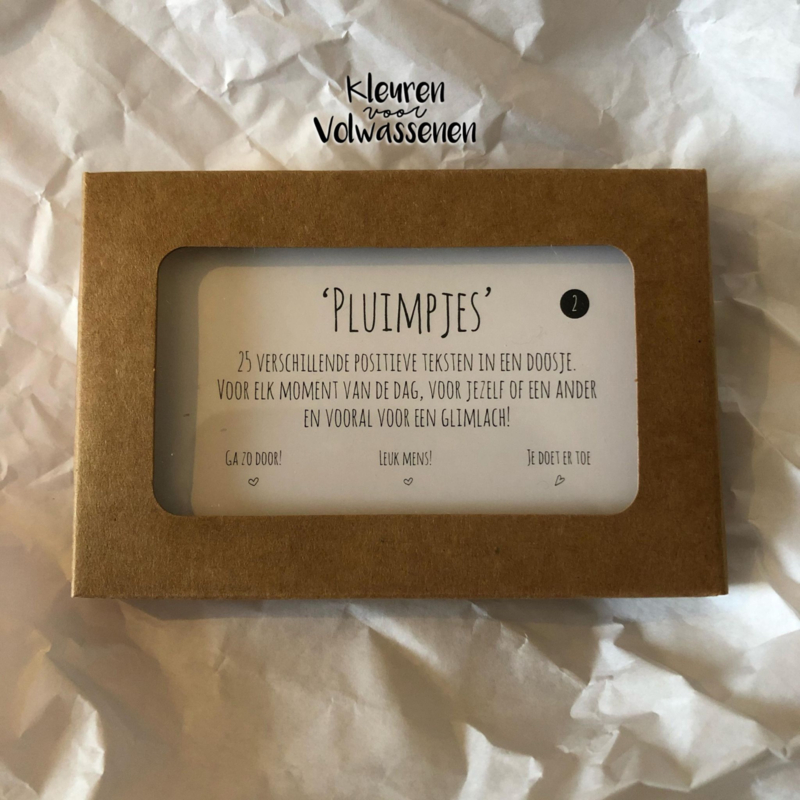 Kleuren
voor
Volwassenen
'Pluimpjes'
2
25 verschillende positieve teksten in een doosje.
Voor elk moment van de dag, voor jezelf of een ander
en vooral voor een glimlach!
Ga zo door!
Leuk mens!
Je doet er toe